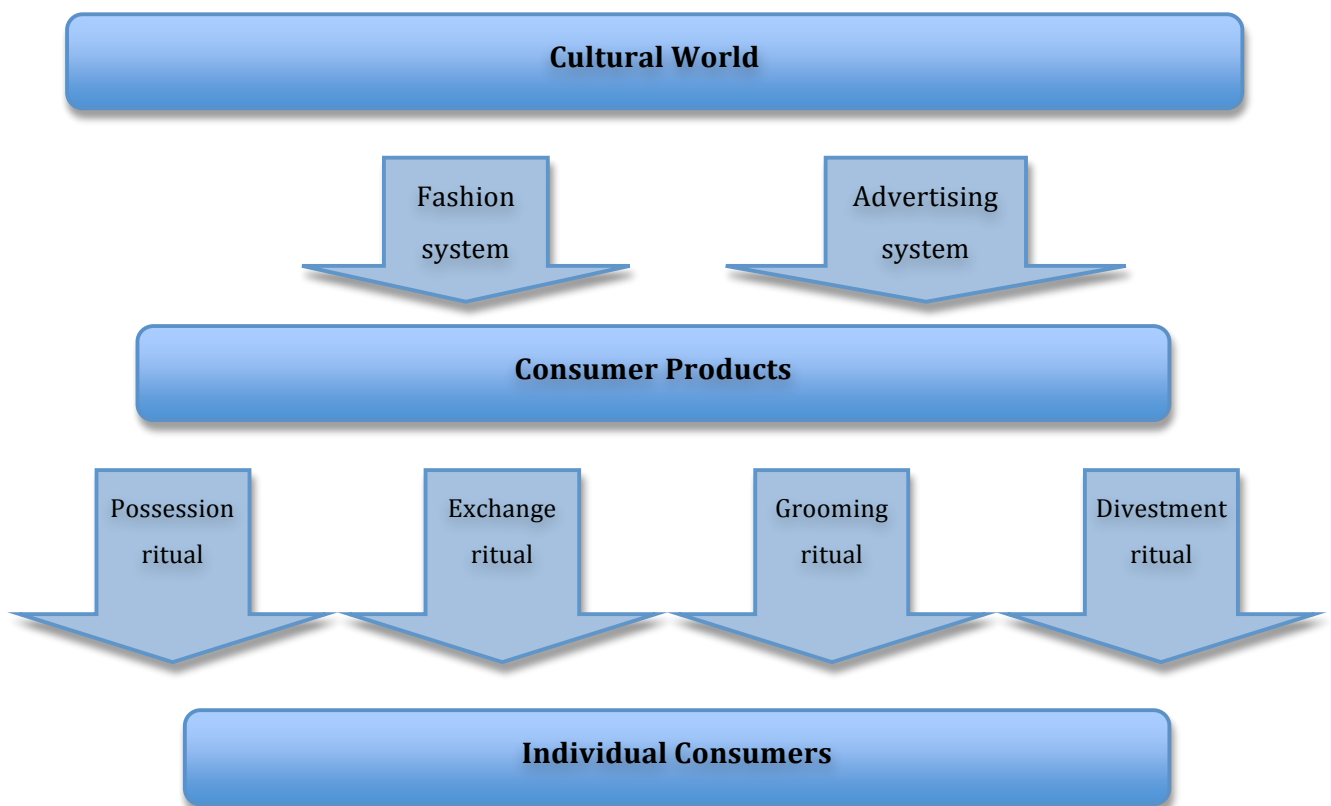 Cultural World
Fashion
system
Advertising
system
Consumer Products
Possession
ritual
Exchange
ritual
Grooming
ritual
Divestment
ritual
Individual Consumers